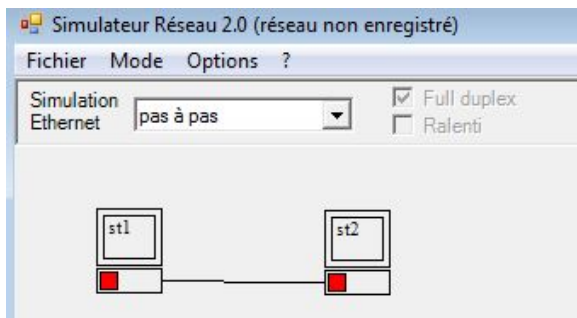 Simulateur Réseau 2.0 (réseau non enregistré)
Fichier Mode Options ?
Simulation
Ethernet
pas à pas
Full duplex
Ralenti
st1
st2